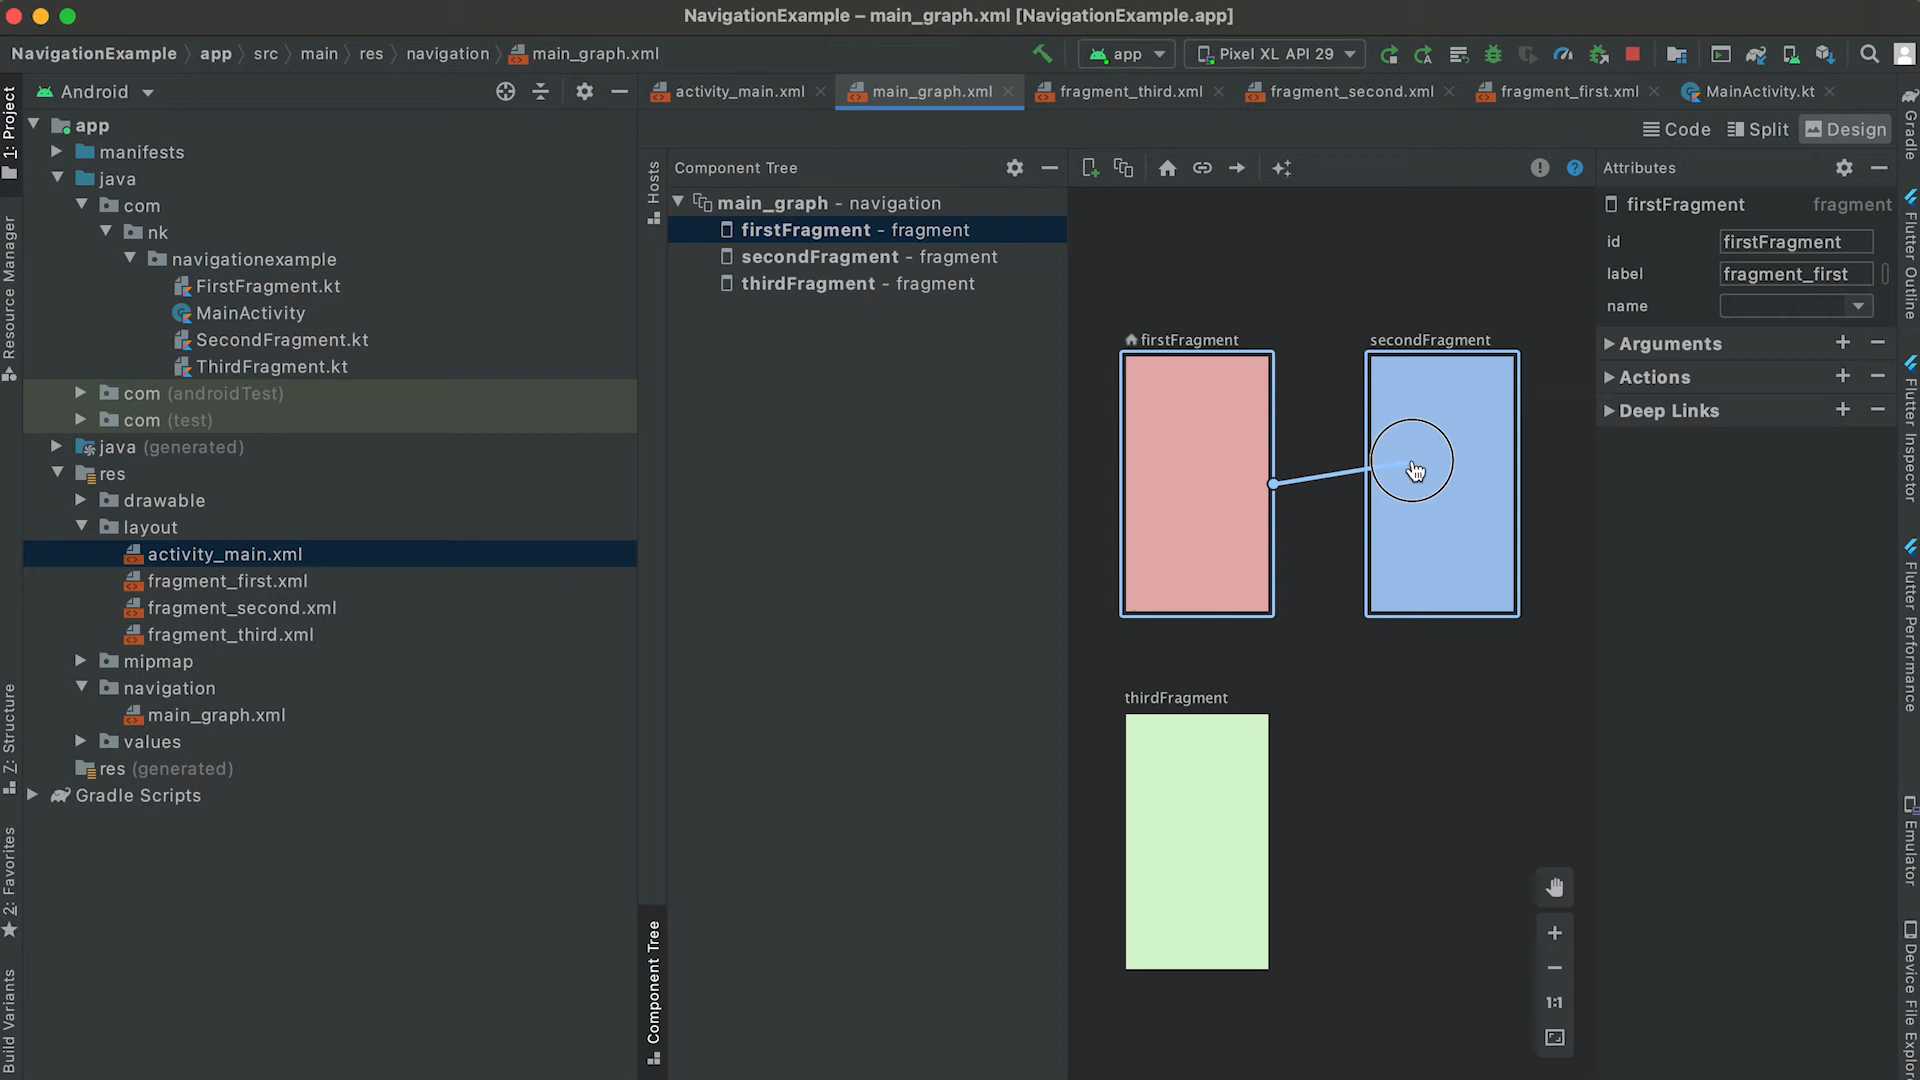 NavigationExample – main_graph.xml [NavigationExample.app]
NavigationExample app src main res navigation main_graph.xml
app Pixel XL API 29
Android
activity_main.xml main_graph.xml fragment_third.xml fragment_second.xml fragment_first.xml MainActivity.kt
Code Split Design
1: Project
Resource Manager
Z: Structure
2: Favorites
Build Variants
app
manifests
java
com
nk
navigationexample
FirstFragment.kt
MainActivity
SecondFragment.kt
ThirdFragment.kt
com (androidTest)
com (test)
java (generated)
res
drawable
layout
activity_main.xml
fragment_first.xml
fragment_second.xml
fragment_third.xml
mipmap
navigation
main_graph.xml
values
res (generated)
Gradle Scripts
Hosts
Component Tree
Component Tree
main_graph - navigation
firstFragment - fragment
secondFragment - fragment
thirdFragment - fragment
firstFragment
secondFragment
thirdFragment
1:1
Attributes
firstFragment fragment
id firstFragment
label fragment_first
name
Arguments
Actions
Deep Links
Gradle
Flutter Outline
Flutter Inspector
Flutter Performance
Emulator
Device File Explor